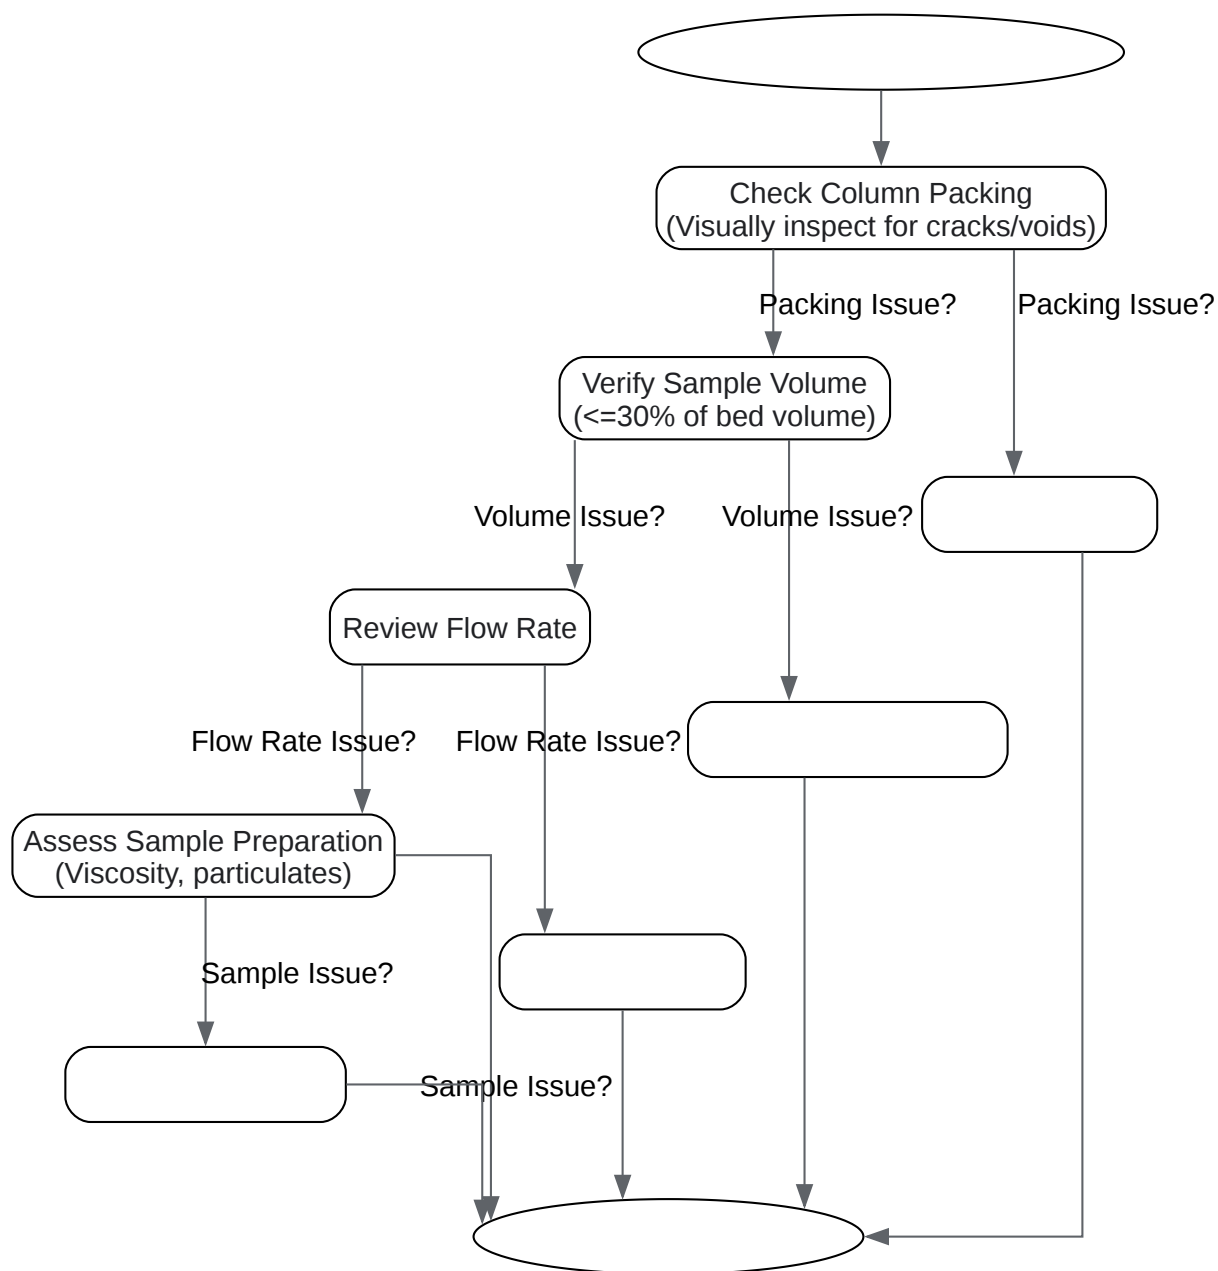 Check Column Packing
(Visually inspect for cracks/voids)
Packing Issue?
Packing Issue?
Verify Sample Volume
(<=30% of bed volume)
Volume Issue?
Volume Issue?
Review Flow Rate
Flow Rate Issue?
Flow Rate Issue?
Assess Sample Preparation
(Viscosity, particulates)
Sample Issue?
Sample Issue?